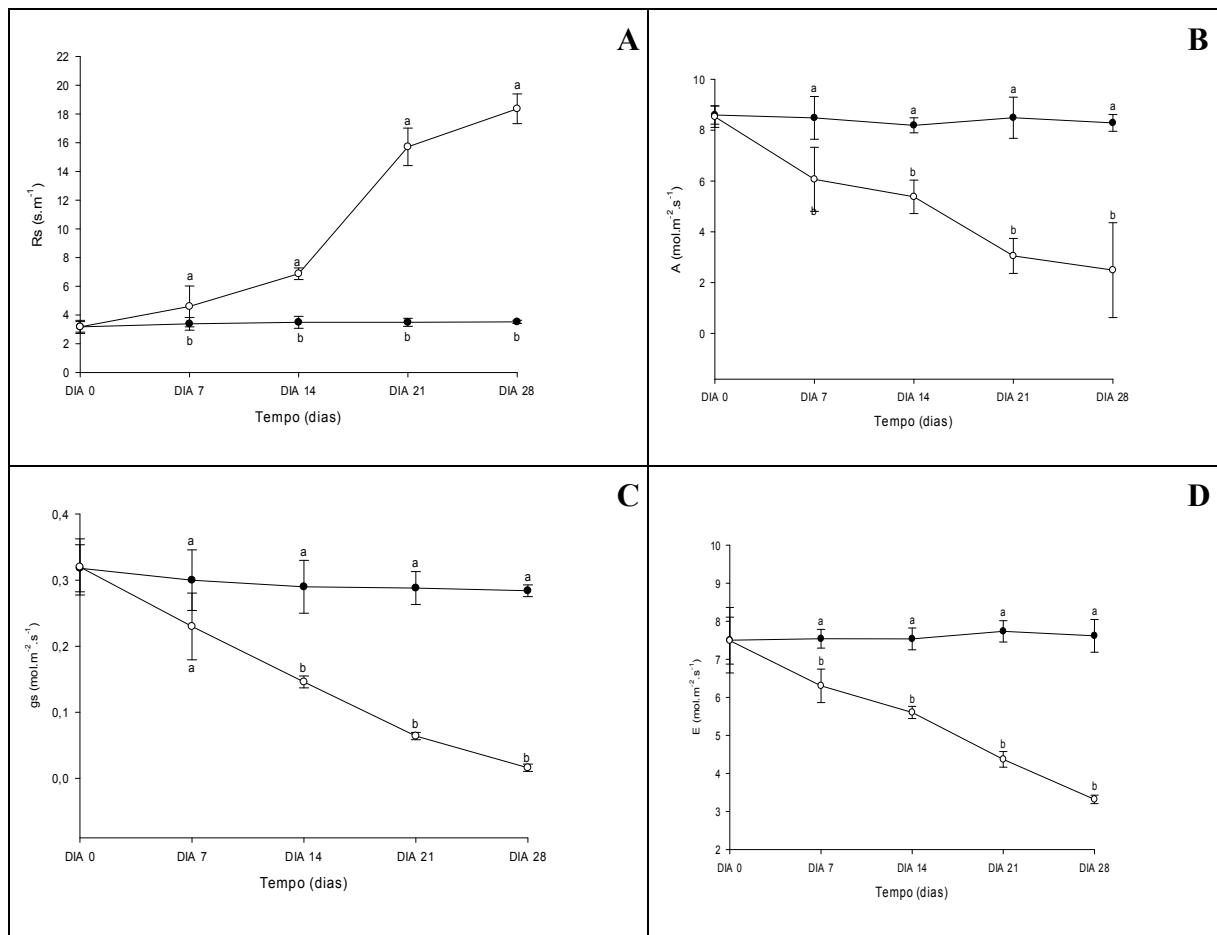 A
22
20
18
16
14
12
10
8
6
4
2
0
Rs (s.m⁻¹)
a
a
a
a
b
b
b
b
DIA 0 DIA 7 DIA 14 DIA 21 DIA 28
Tempo (dias)
B
10
8
6
4
2
0
A (mol.m⁻².s⁻¹)
a
a
a
a
b
b
b
b
DIA 0 DIA 7 DIA 14 DIA 21 DIA 28
Tempo (dias)
C
0,4
0,3
0,2
0,1
0,0
gs (mol.m⁻².s⁻¹)
a
a
a
a
a
b
b
b
DIA 0 DIA 7 DIA 14 DIA 21 DIA 28
Tempo (dias)
D
10
9
8
7
6
5
4
3
2
E (mol.m⁻².s⁻¹)
a
a
a
a
b
b
b
b
DIA 0 DIA 7 DIA 14 DIA 21 DIA 28
Tempo (dias)